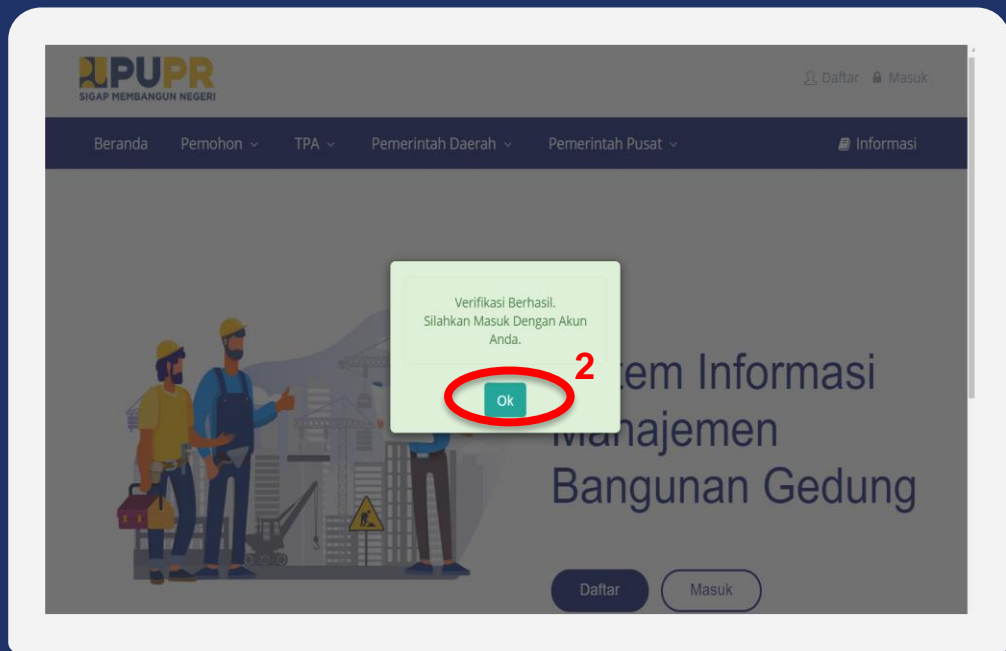 PUPR
SIGAP MEMBANGUN NEGERI
Daftar Masuk
Beranda Pemohon TPA Pemerintah Daerah Pemerintah Pusat Informasi
Verifikasi Berhasil.
Silahkan Masuk Dengan Akun
Anda.
2
Ok
tem Informasi
Manajemen
Bangunan Gedung
Daftar Masuk